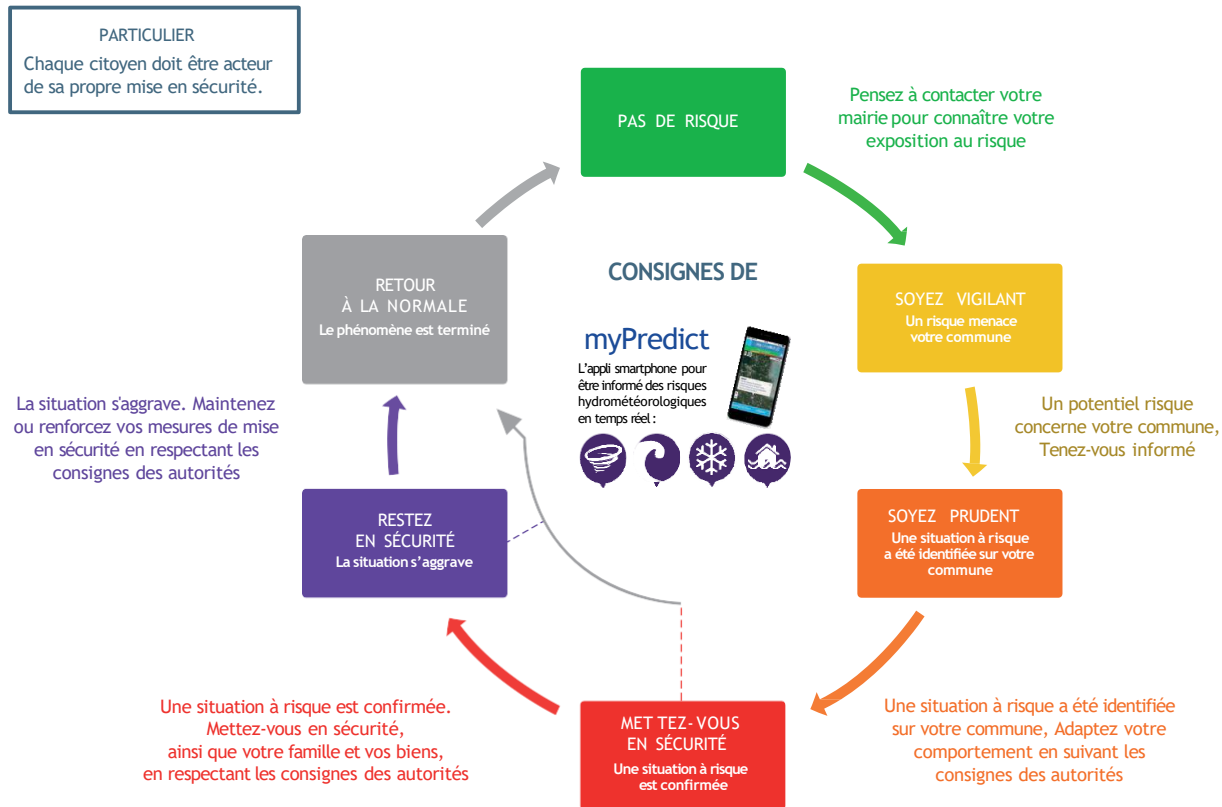 PARTICULIER
Chaque citoyen doit être acteur
de sa propre mise en sécurité.
PAS DE RISQUE
Pensez à contacter votre
mairie pour connaître votre
exposition au risque
SOYEZ VIGILANT
Un risque menace
votre commune
Un potentiel risque
concerne votre commune,
Tenez-vous informé
SOYEZ PRUDENT
Une situation à risque
a été identifiée sur votre
commune
Une situation à risque a été identifiée
sur votre commune, Adaptez votre
comportement en suivant les
consignes des autorités
MET TEZ- VOUS
EN SÉCURITÉ
Une situation à risque
est confirmée
Une situation à risque est confirmée.
Mettez-vous en sécurité,
ainsi que votre famille et vos biens,
en respectant les consignes des autorités
RESTEZ
EN SÉCURITÉ
La situation s’aggrave
La situation s'aggrave. Maintenez
ou renforcez vos mesures de mise
en sécurité en respectant les
consignes des autorités
RETOUR
À LA NORMALE
Le phénomène est terminé
CONSIGNES DE
myPredict
L’appli smartphone pour
être informé des risques
hydrométéorologiques
en temps réel :